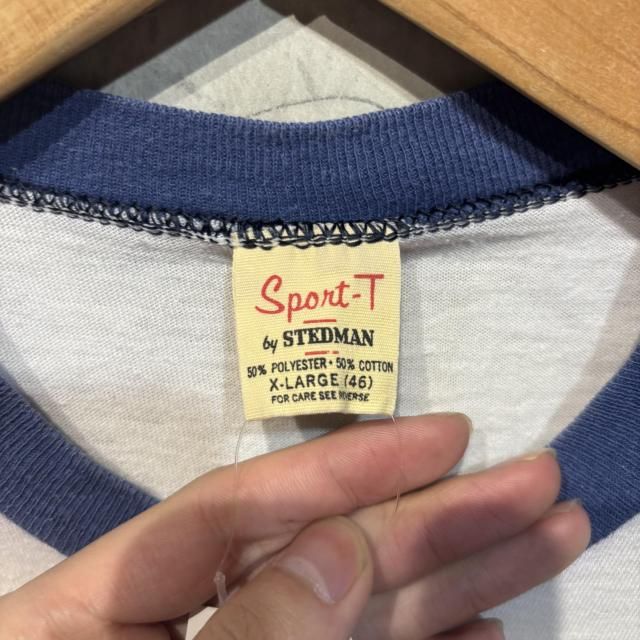 Sport-T
by STEDMAN
50% POLYESTER • 50% COTTON
X-LARGE (46)
FOR CARE SEE REVERSE